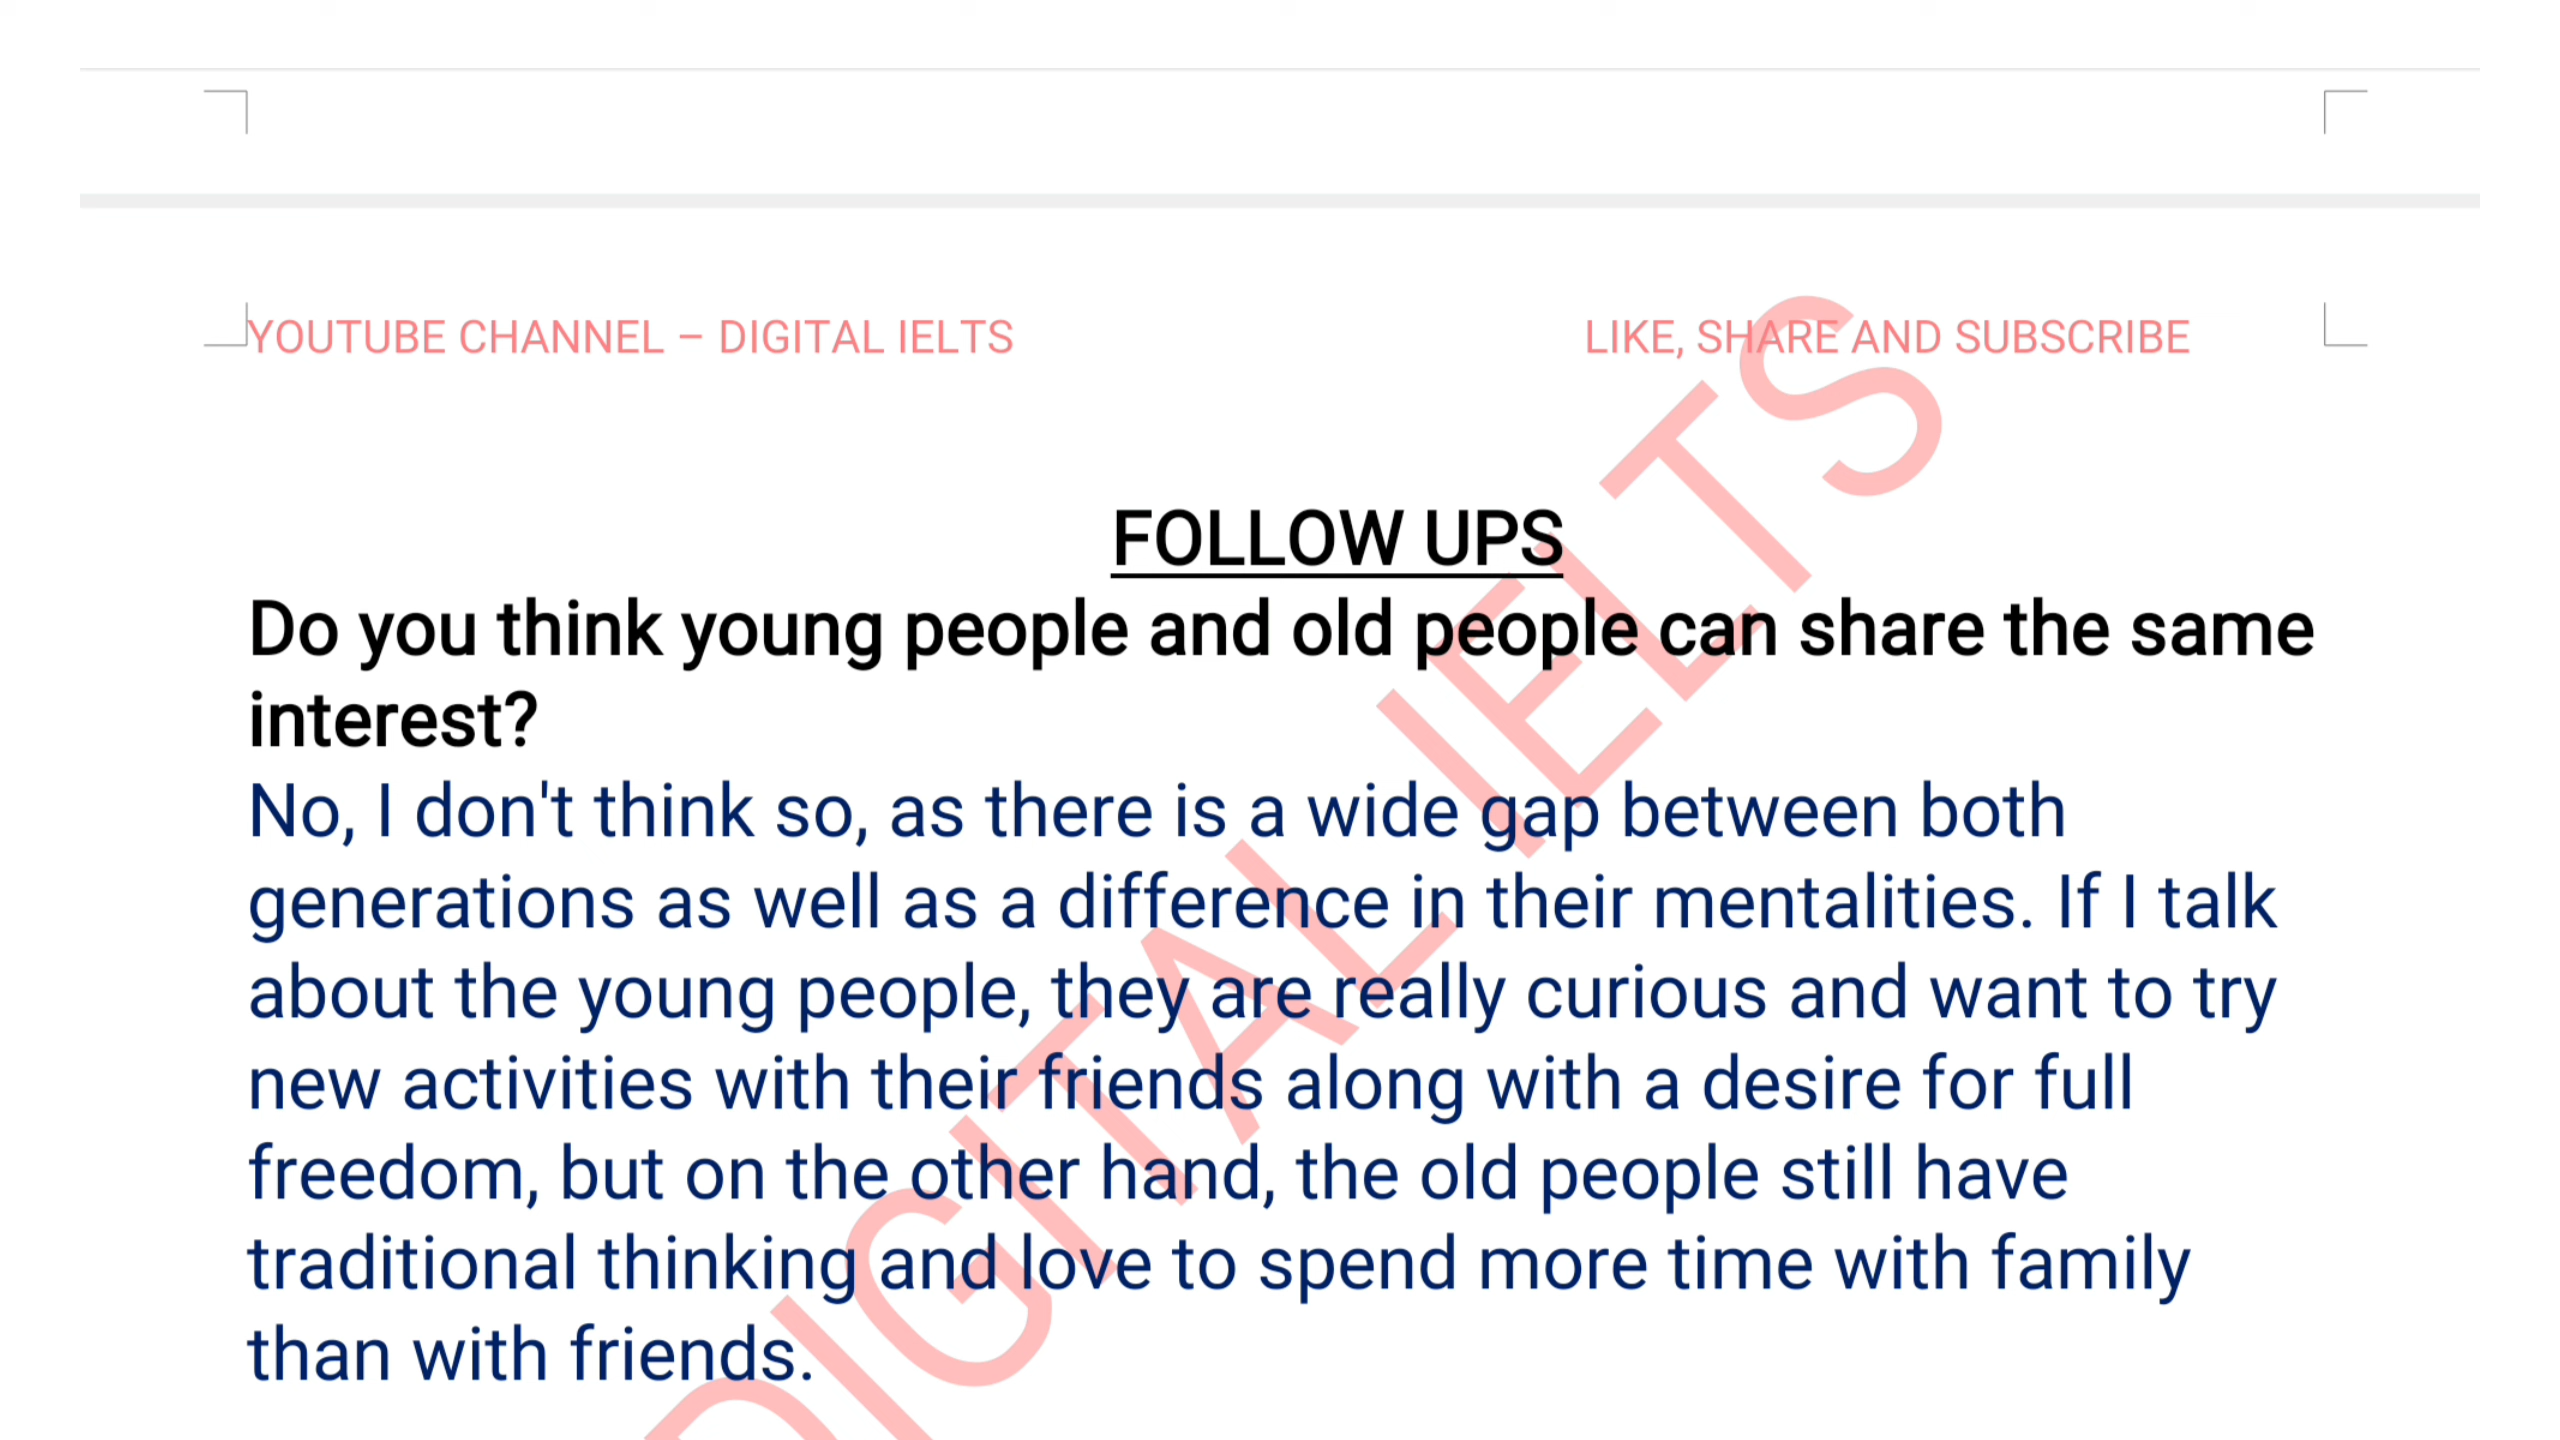 YOUTUBE CHANNEL – DIGITAL IELTS LIKE, SHARE AND SUBSCRIBE
FOLLOW UPS
Do you think young people and old people can share the same
interest?
No, I don't think so, as there is a wide gap between both
generations as well as a difference in their mentalities. If I talk
about the young people, they are really curious and want to try
new activities with their friends along with a desire for full
freedom, but on the other hand, the old people still have
traditional thinking and love to spend more time with family
than with friends.
DIGITAL IELTS